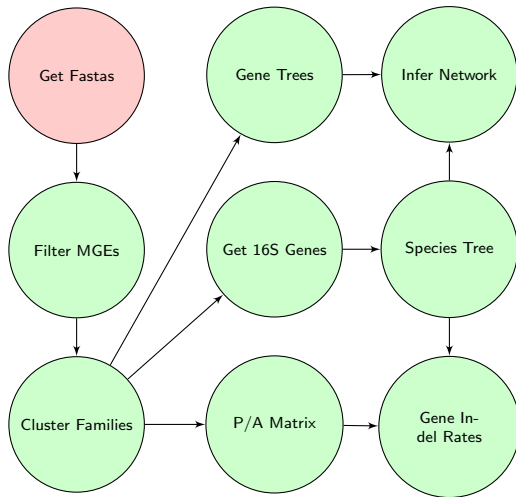 Get Fastas
Gene Trees
Infer Network
Filter MGEs
Get 16S Genes
Species Tree
Cluster Families
P/A Matrix
Gene In-
del Rates